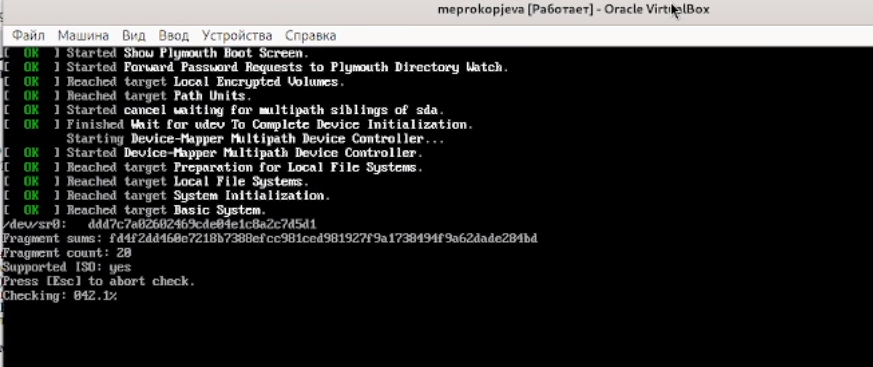 meprokopjeva [Работает] - Oracle VirtualBox
Файл Машина Вид Ввод Устройства Справка
[ OK ] Started Show Plymouth Boot Screen.
[ OK ] Started Forward Password Requests to Plymouth Directory Watch.
[ OK ] Reached target Local Encrypted Volumes.
[ OK ] Reached target Path Units.
[ OK ] Started cancel waiting for multipath siblings of sda.
[ OK ] Finished Wait for udev To Complete Device Initialization.
Starting Device-Mapper Multipath Device Controller...
[ OK ] Started Device-Mapper Multipath Device Controller.
[ OK ] Reached target Preparation for Local File Systems.
[ OK ] Reached target Local File Systems.
[ OK ] Reached target System Initialization.
[ OK ] Reached target Basic System.
/dev/sr0: ddd7c7a02602469cde04e1c8a2c7d5d1
Fragment sums: fd4f2dd460e7218b7388efcc981ced981927f9a1738494f9a62dade284bd
Fragment count: 20
Supported ISO: yes
Press [Esc] to abort check.
Checking: 042.1%